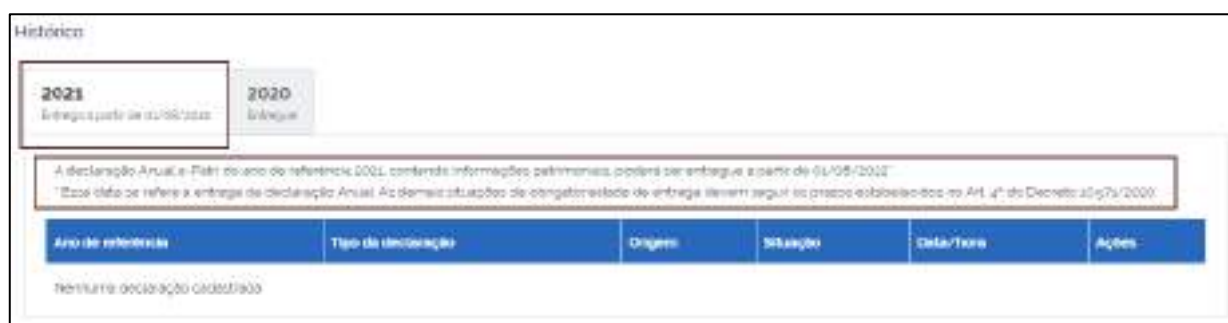 Histórico
2021
2020
Entrega a partir de 01/06/2022
Entregue
A declaração Anual e-Patri do ano de referência 2021, contendo informações patrimoniais, poderá ser entregue a partir de 01/06/2022*
* Essa data se refere a entrega da declaração Anual. As demais situações de obrigatoriedade de entrega devem seguir os prazos estabelecidos no Art. 4º do Decreto 10.571/2020
Ano de referência Tipo da declaração Origem Situação Data/hora Ações
Nenhuma declaração cadastrada